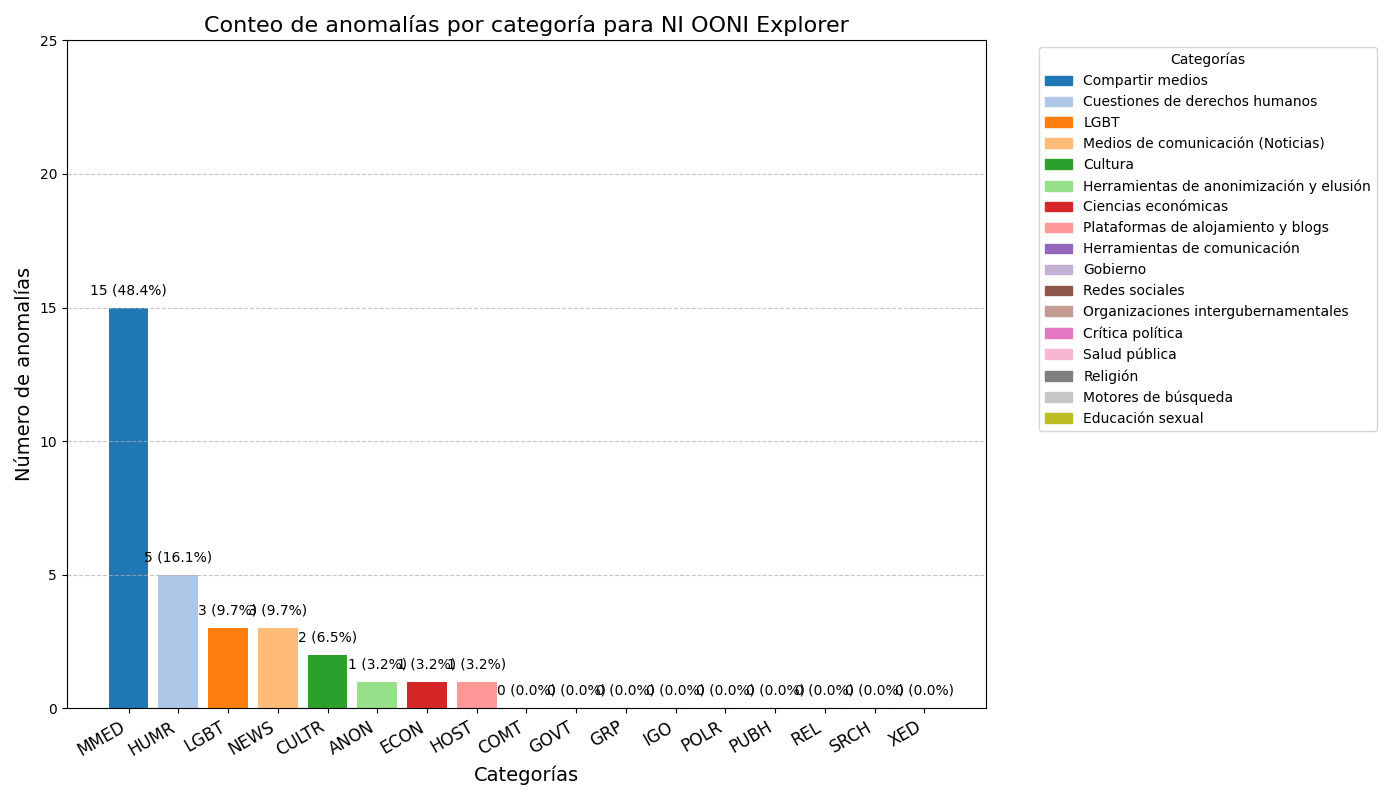 Conteo de anomalías por categoría para NI OONI Explorer
Número de anomalías
25
20
15
10
5
0
15 (48.4%)
5 (16.1%)
3 (9.7%)
3 (9.7%)
2 (6.5%)
1 (3.2%)
1 (3.2%)
1 (3.2%)
0 (0.0%)
0 (0.0%)
0 (0.0%)
0 (0.0%)
0 (0.0%)
0 (0.0%)
0 (0.0%)
0 (0.0%)
0 (0.0%)
MMED
HUMR
LGBT
NEWS
CULTR
ANON
ECON
HOST
COMT
GOVT
GRP
IGO
POLR
PUBH
REL
SRCH
XED
Categorías
Categorías
Compartir medios
Cuestiones de derechos humanos
LGBT
Medios de comunicación (Noticias)
Cultura
Herramientas de anonimización y elusión
Ciencias económicas
Plataformas de alojamiento y blogs
Herramientas de comunicación
Gobierno
Redes sociales
Organizaciones intergubernamentales
Crítica política
Salud pública
Religión
Motores de búsqueda
Educación sexual